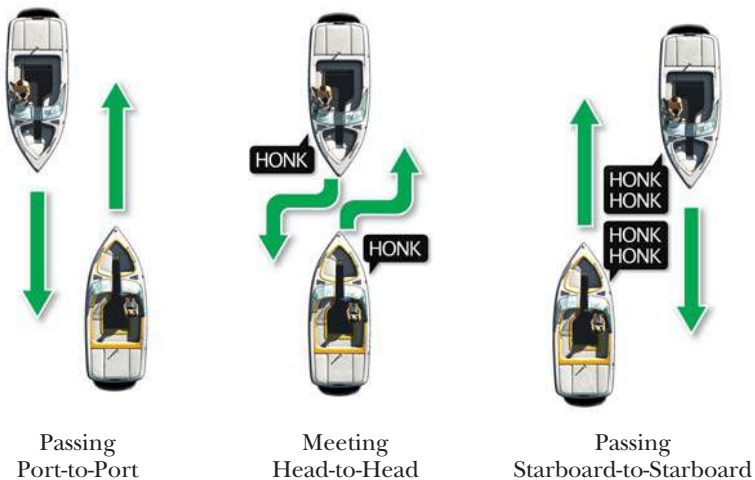 HONK
HONK
HONK
HONK
HONK
HONK
Passing
Port-to-Port
Meeting
Head-to-Head
Passing
Starboard-to-Starboard